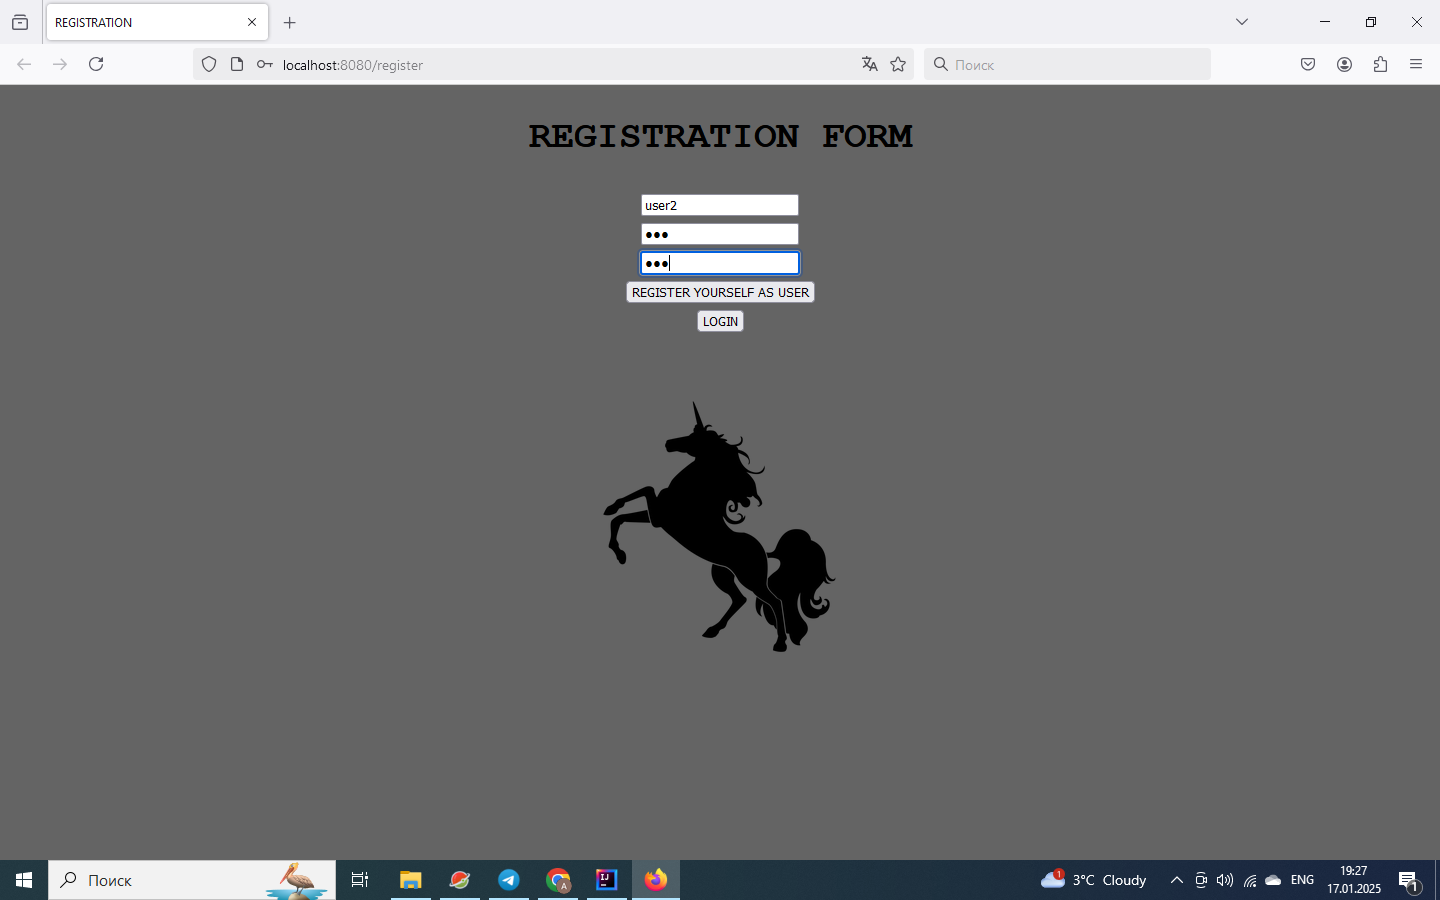 REGISTRATION
localhost:8080/register
Поиск
REGISTRATION FORM
user2
REGISTER YOURSELF AS USER
LOGIN
Поиск
A
IJ
1
3°C Cloudy
ENG
19:27
17.01.2025
1